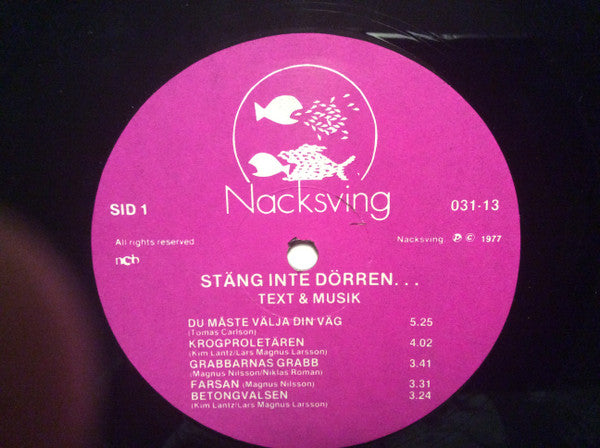 Nacksving
SID 1
031-13
All rights reserved
ncb
Nacksving. Ⓟ © 1977
STÄNG INTE DÖRREN...
TEXT & MUSIK
DU MÅSTE VÄLJA DIN VÄG 5.25
(Tomas Carlson)
KROGPROLETÄREN 4.02
(Kim Lantz/Lars Magnus Larsson)
GRABBARNAS GRABB 3.41
(Magnus Nilsson/Niklas Roman)
FARSAN (Magnus Nilsson) 3.31
BETONGVALSEN 3.24
(Kim Lantz/Lars Magnus Larsson)